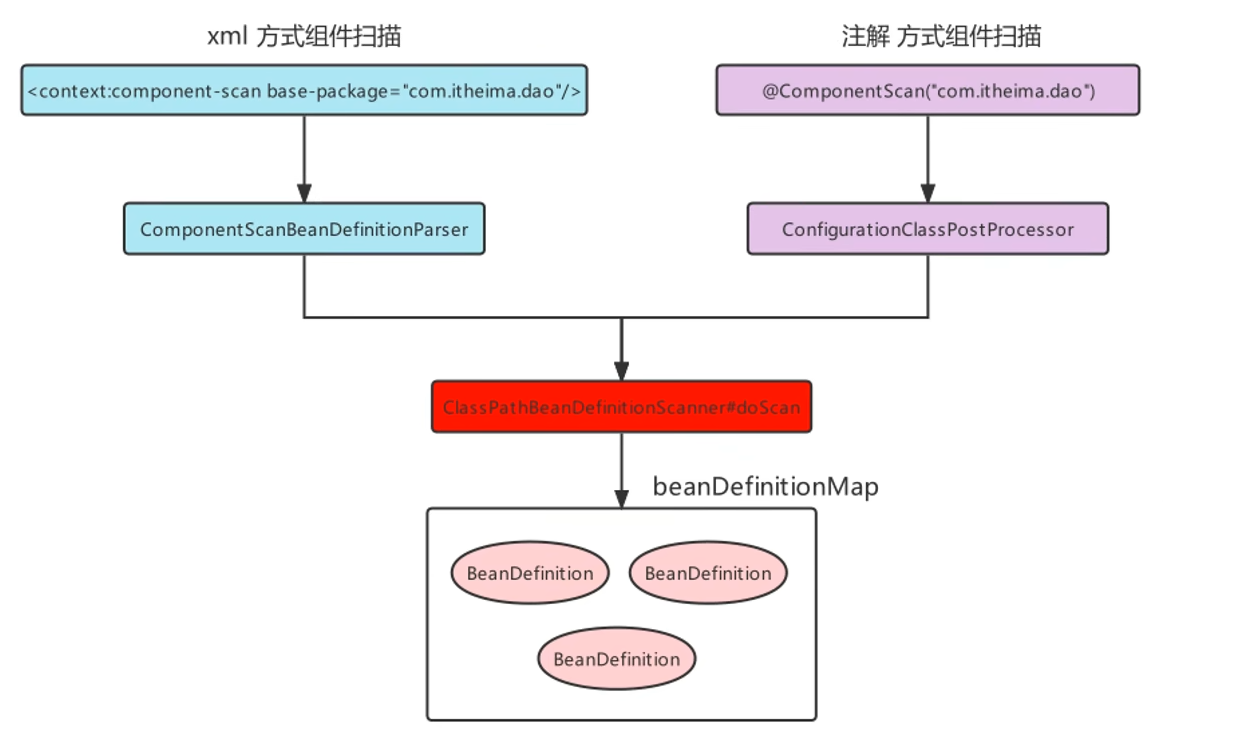 xml 方式组件扫描
注解 方式组件扫描
<context:component-scan base-package="com.itheima.dao"/>
@ComponentScan("com.itheima.dao")
ComponentScanBeanDefinitionParser
ConfigurationClassPostProcessor
ClassPathBeanDefinitionScanner#doScan
beanDefinitionMap
BeanDefinition
BeanDefinition
BeanDefinition